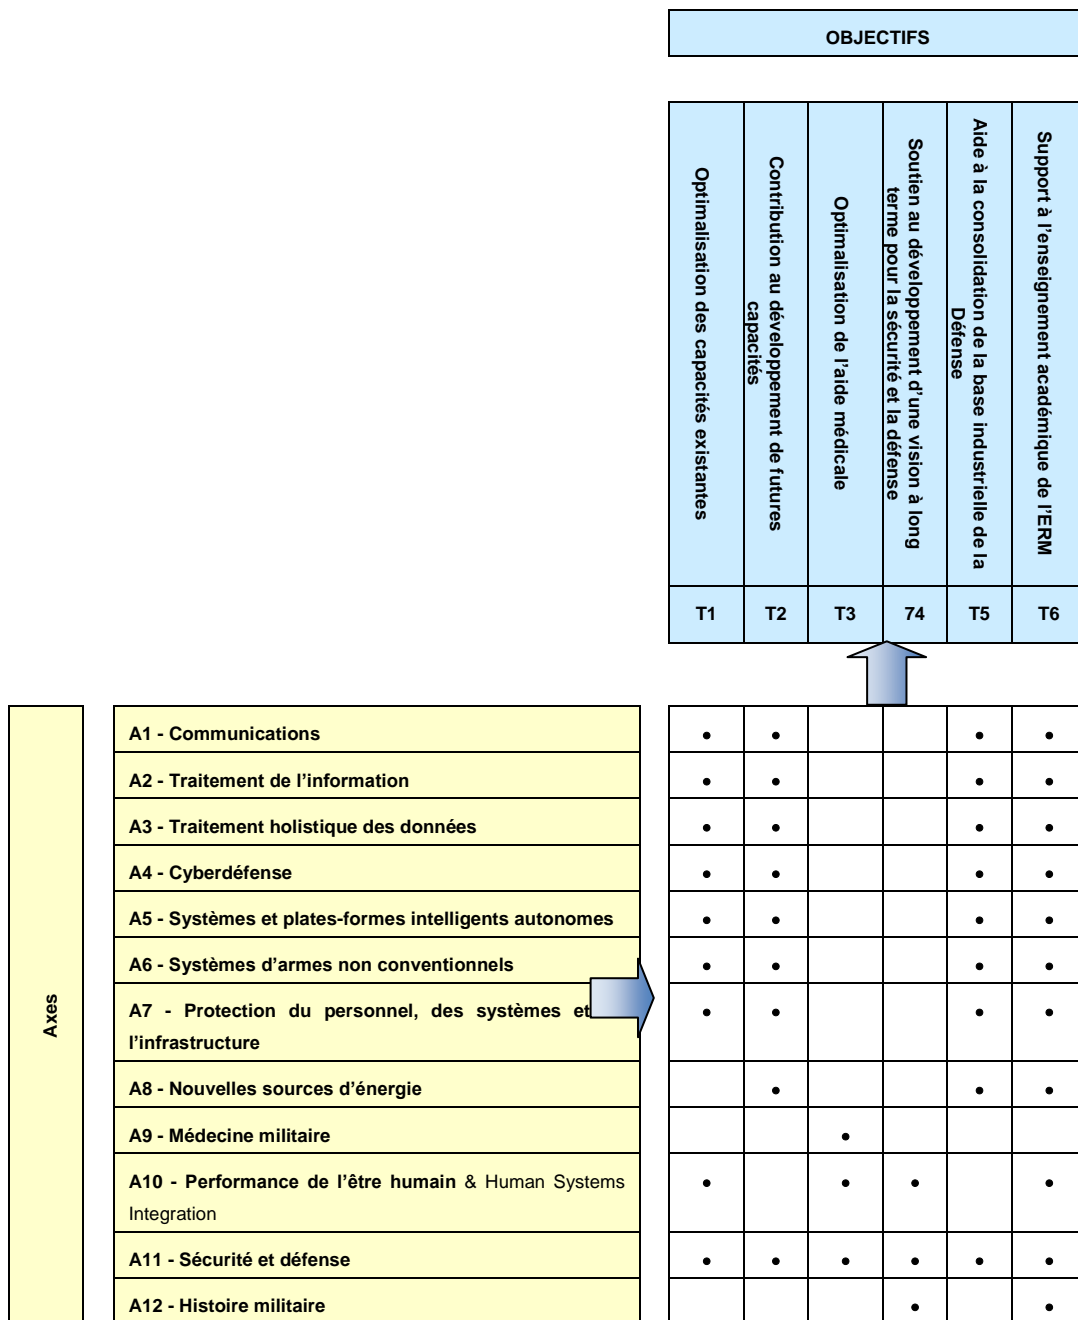 OBJECTIFS
Optimalisation des capacités existantes
Contribution au développement de futures
capacités
Optimalisation de l'aide médicale
Soutien au développement d'une vision à long
terme pour la sécurité et la défense
Aide à la consolidation de la base industrielle de la
Défense
Support à l'enseignement académique de l'ERM
T1 T2 T3 74 T5 T6
Axes
A1 - Communications • • • •
A2 - Traitement de l'information • • • •
A3 - Traitement holistique des données • • • •
A4 - Cyberdéfense • • • •
A5 - Systèmes et plates-formes intelligents autonomes • • • •
A6 - Systèmes d'armes non conventionnels • • • •
A7 - Protection du personnel, des systèmes et • • • •
l'infrastructure
A8 - Nouvelles sources d'énergie • • •
A9 - Médecine militaire •
A10 - Performance de l'être humain & Human Systems • • • •
Integration
A11 - Sécurité et défense • • • • • •
A12 - Histoire militaire • •